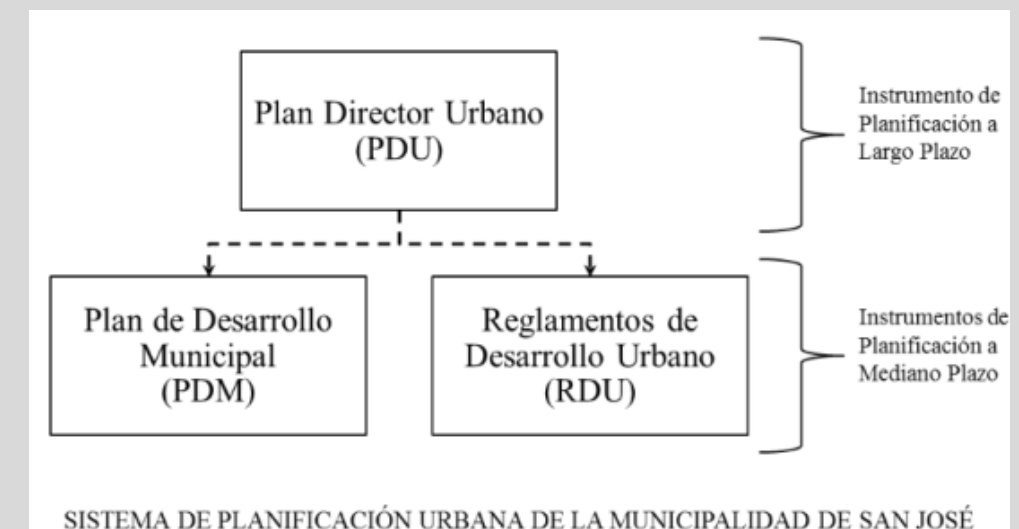 Plan Director Urbano
(PDU)
Instrumento de
Planificación a
Largo Plazo
Plan de Desarrollo
Municipal
(PDM)
Reglamentos de
Desarrollo Urbano
(RDU)
Instrumentos de
Planificación a
Mediano Plazo
SISTEMA DE PLANIFICACIÓN URBANA DE LA MUNICIPALIDAD DE SAN JOSÉ